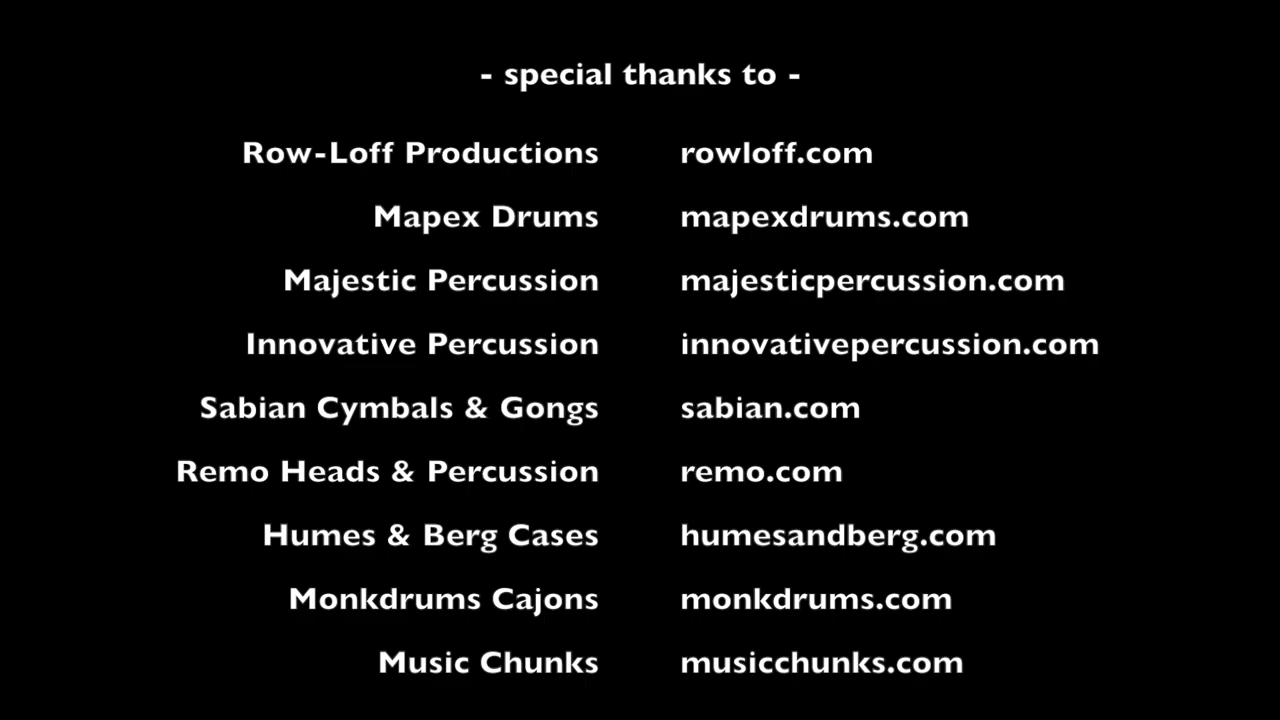 - special thanks to -
Row-Loff Productions rowloff.com
Mapex Drums mapexdrums.com
Majestic Percussion majesticpercussion.com
Innovative Percussion innovativepercussion.com
Sabian Cymbals & Gongs sabian.com
Remo Heads & Percussion remo.com
Humes & Berg Cases humesandberg.com
Monkdrums Cajons monkdrums.com
Music Chunks musicchunks.com